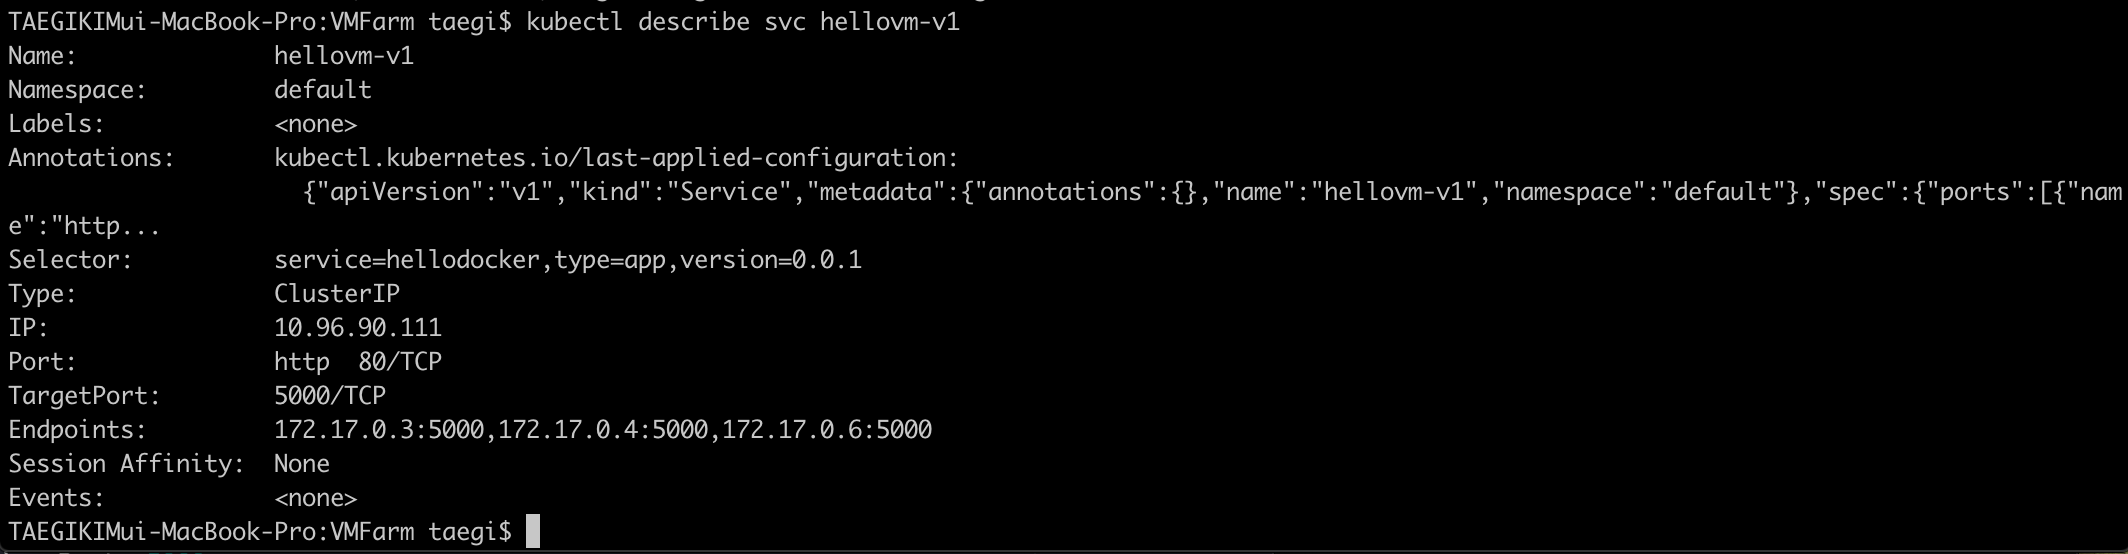 TAEGIKIMui-MacBook-Pro:VMFarm taegi$ kubectl describe svc hellovm-v1
Name:              hellovm-v1
Namespace:         default
Labels:            <none>
Annotations:       kubectl.kubernetes.io/last-applied-configuration:
                     {"apiVersion":"v1","kind":"Service","metadata":{"annotations":{},"name":"hellovm-v1","namespace":"default"},"spec":{"ports":[{"nam
e":"http...
Selector:          service=hellodocker,type=app,version=0.0.1
Type:              ClusterIP
IP:                10.96.90.111
Port:              http  80/TCP
TargetPort:        5000/TCP
Endpoints:         172.17.0.3:5000,172.17.0.4:5000,172.17.0.6:5000
Session Affinity:  None
Events:            <none>
TAEGIKIMui-MacBook-Pro:VMFarm taegi$